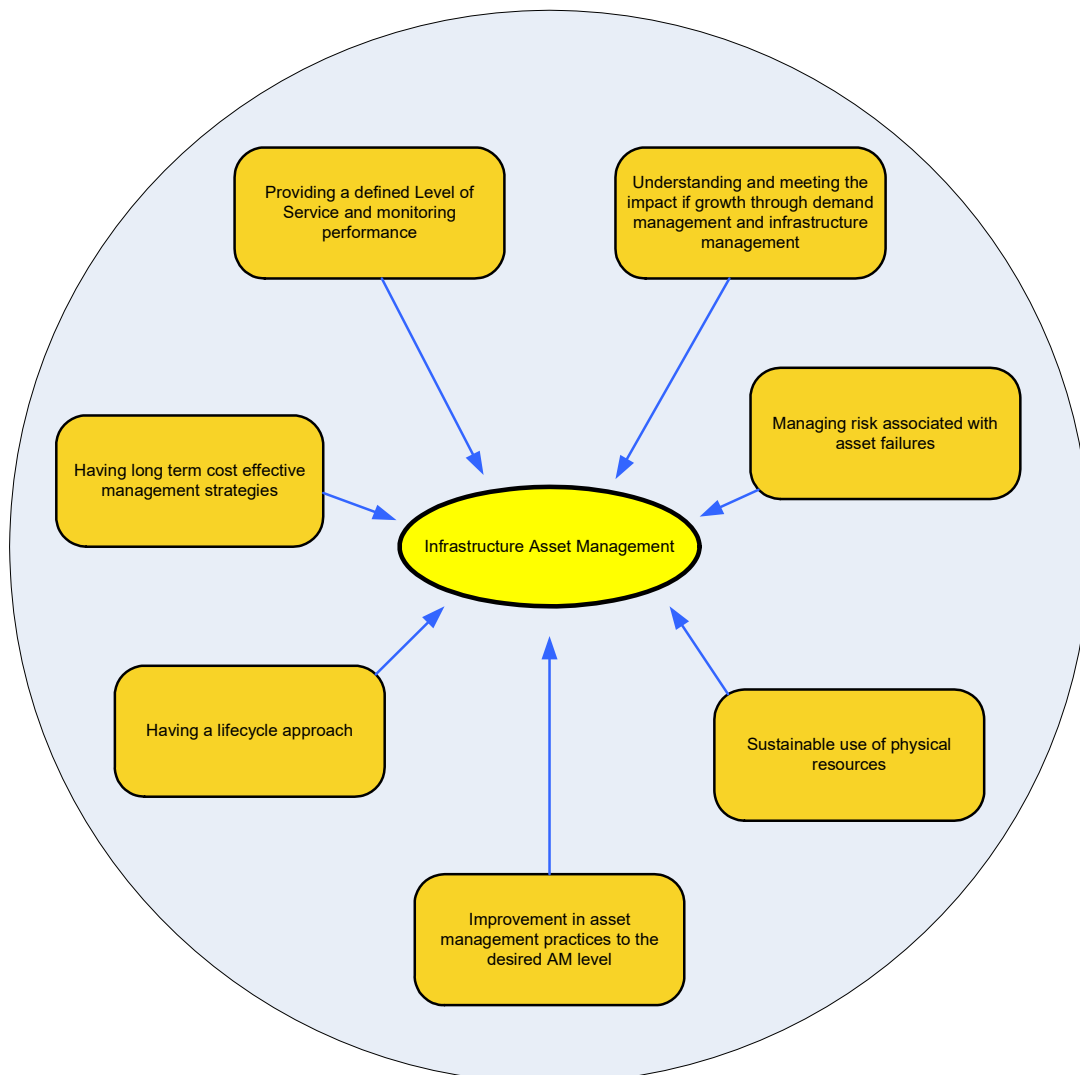 Providing a defined Level of
Service and monitoring
performance
Understanding and meeting the
impact if growth through demand
management and infrastructure
management
Managing risk associated with
asset failures
Having long term cost effective
management strategies
Infrastructure Asset Management
Having a lifecycle approach
Sustainable use of physical
resources
Improvement in asset
management practices to the
desired AM level